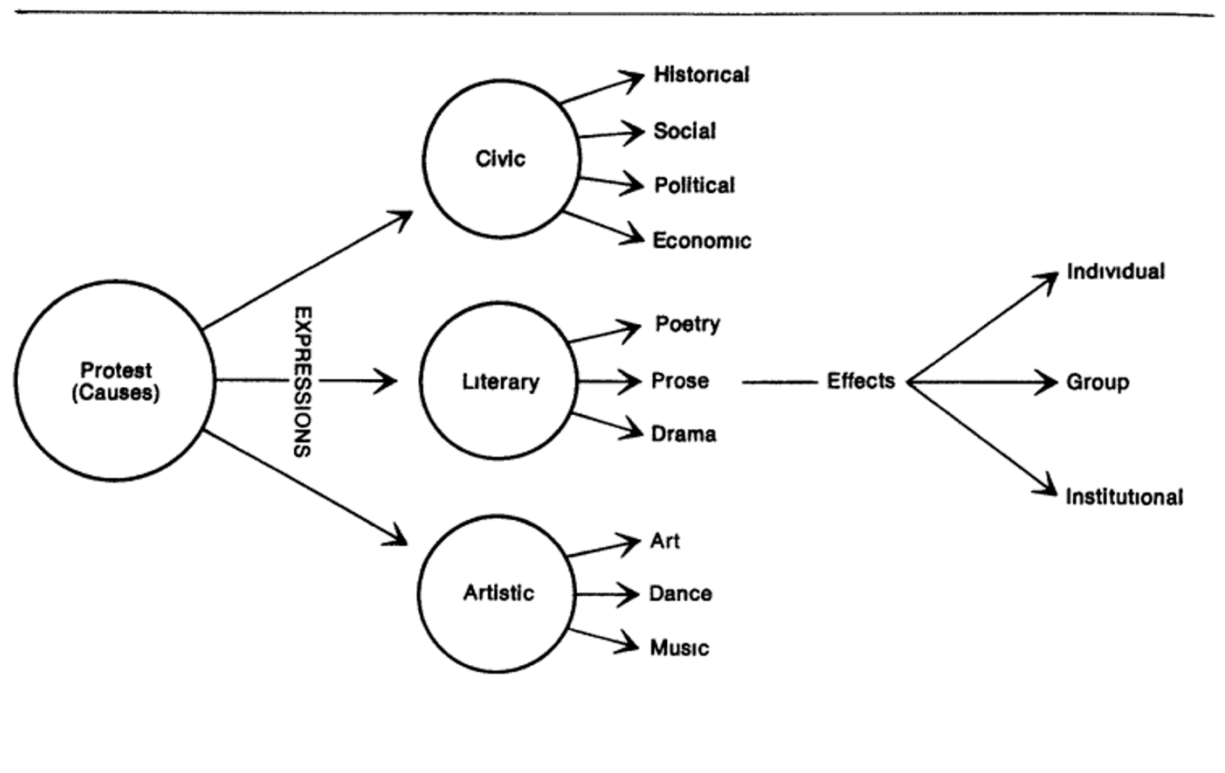 Historical
Social
Civic
Political
Economic
Individual
EXPRESSIONS
Poetry
Protest
(Causes)
Literary
Prose
Effects
Group
Drama
Institutional
Art
Artistic
Dance
Music